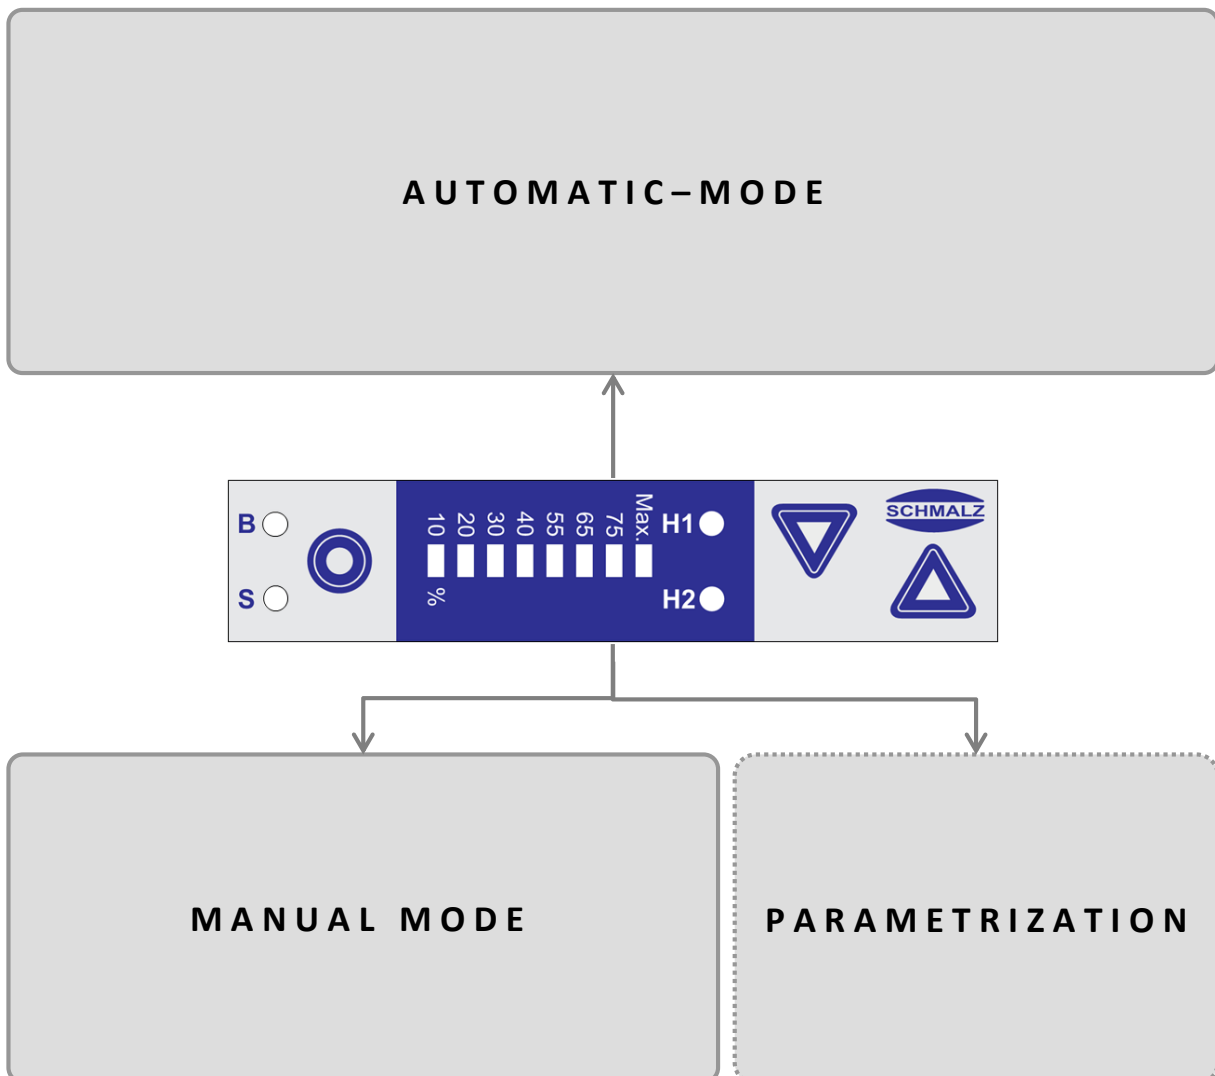 AUTOMATIC–MODE
B
S
10 20 30 40 55 65 75 Max.
%
H1
H2
SCHMALZ
MANUAL MODE
PARAMETRIZATION